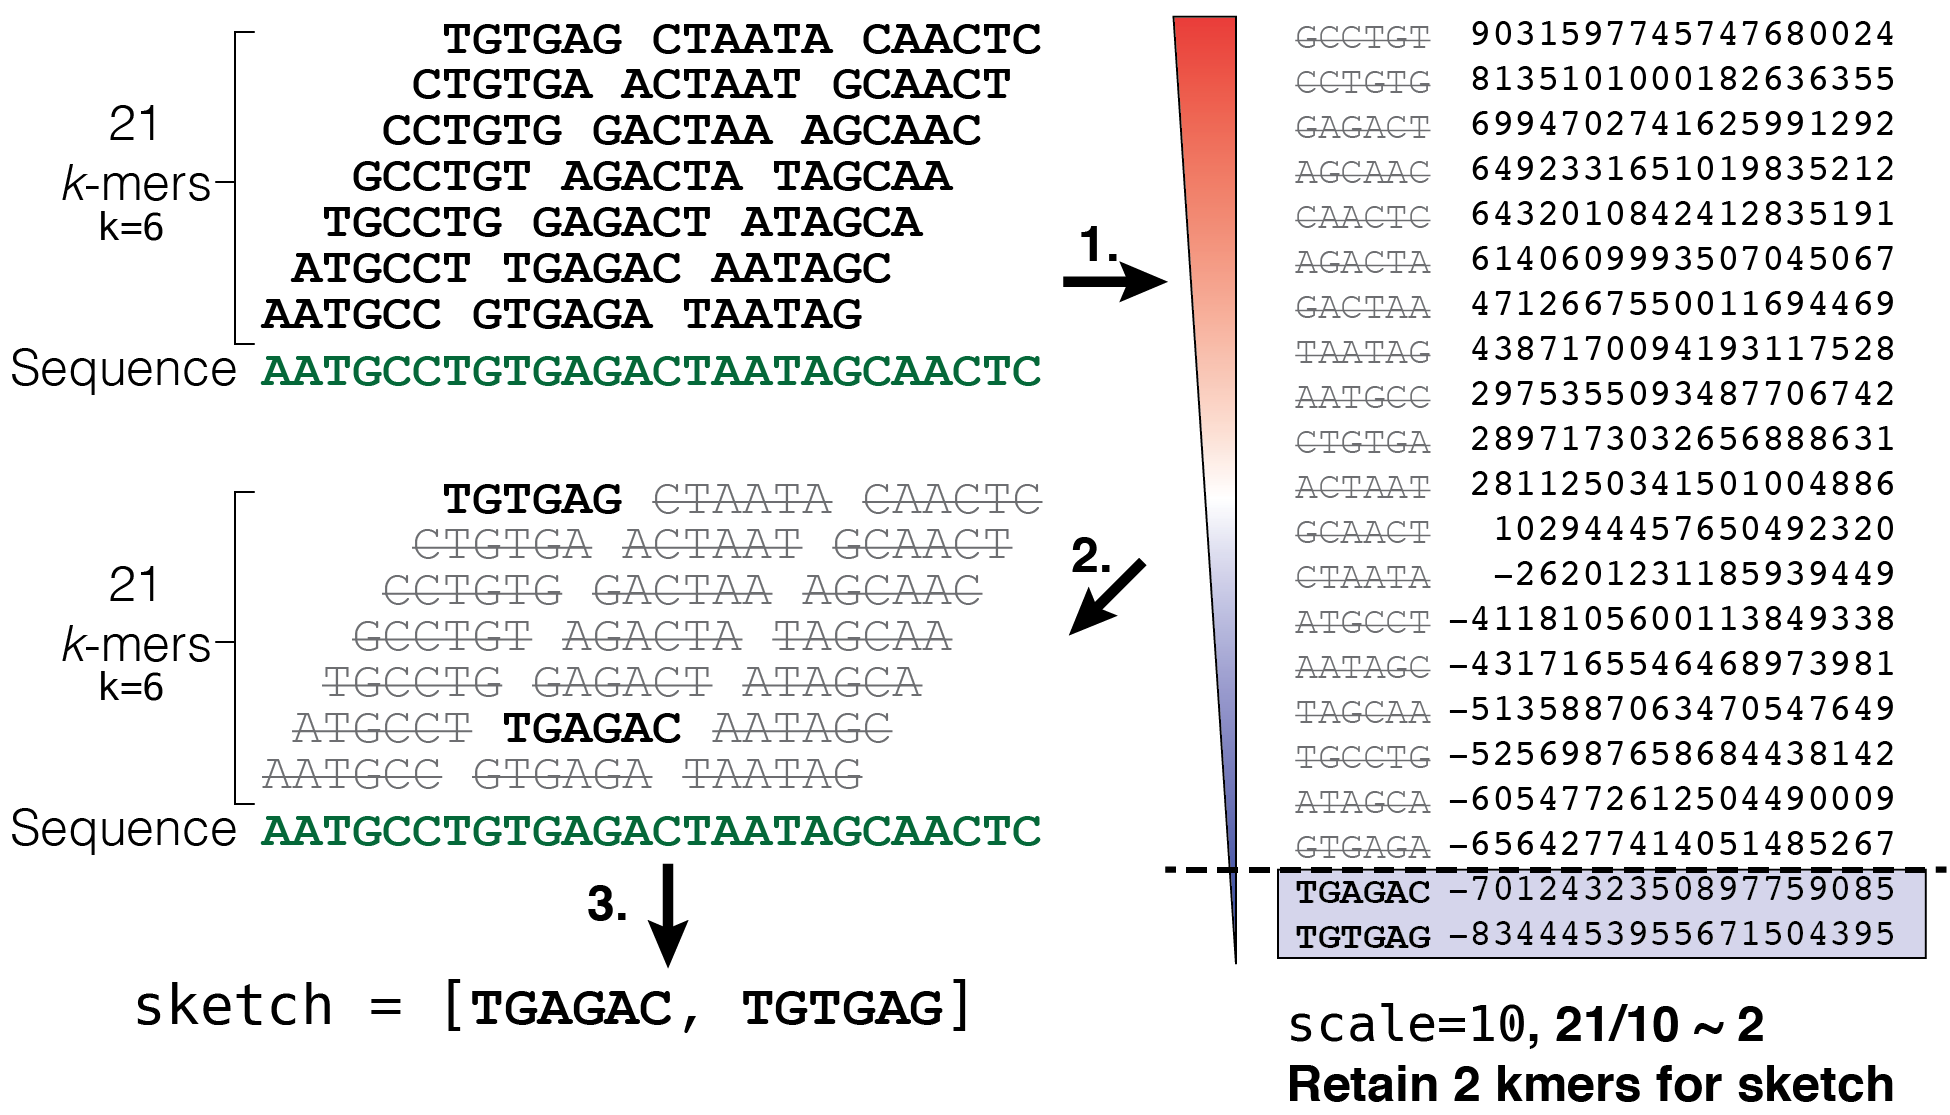 TGTGAG CTAATA CAACTC
CTGTGA ACTAAT GCAACT
CCTGTG GACTAA AGCAAC
GCCTGT AGACTA TAGCAA
TGCCTG GAGACT ATAGCA
ATGCCT TGAGAC AATAGC
AATGCC GTGAGA TAATAG
21
k-mers
k=6
Sequence AATGCCTGTGAGACTAATAGCAACTC
1.
GCCTGT 9031597745747680024
CCTGTG 8135101000182636355
GAGACT 6994702741625991292
AGCAAC 6492331651019835212
CAACTC 6432010842412835191
AGACTA 6140609993507045067
GACTAA 4712667550011694469
TAATAG 4387170094193117528
AATGCC 2975355093487706742
CTGTGA 2897173032656888631
ACTAAT 2811250341501004886
GCAACT 102944457650492320
CTAATA −26201231185939449
ATGCCT −4118105600113849338
AATAGC −4317165546468973981
TAGCAA −5135887063470547649
TGCCTG −5256987658684438142
ATAGCA −6054772612504490009
GTGAGA −6564277414051485267
TGAGAC −7012432350897759085
TGTGAG −8344453955671504395
scale=10, 21/10 ~ 2
Retain 2 kmers for sketch
2.
TGTGAG CTAATA CAACTC
CTGTGA ACTAAT GCAACT
CCTGTG GACTAA AGCAAC
GCCTGT AGACTA TAGCAA
TGCCTG GAGACT ATAGCA
ATGCCT TGAGAC AATAGC
AATGCC GTGAGA TAATAG
21
k-mers
k=6
Sequence AATGCCTGTGAGACTAATAGCAACTC
3.
sketch = [TGAGAC, TGTGAG]